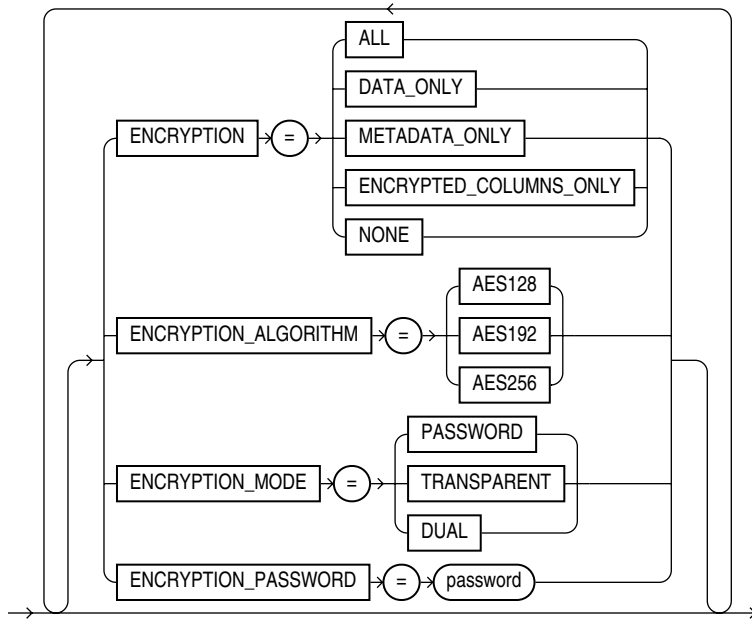 ALL
DATA_ONLY
ENCRYPTION = METADATA_ONLY
ENCRYPTED_COLUMNS_ONLY
NONE
AES128
ENCRYPTION_ALGORITHM = AES192
AES256
PASSWORD
ENCRYPTION_MODE = TRANSPARENT
DUAL
ENCRYPTION_PASSWORD = password